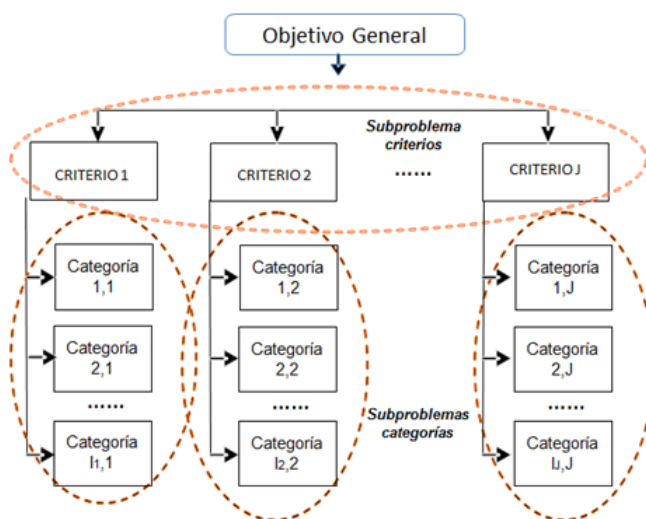 Objetivo General
Subproblema
criterios
CRITERIO 1
CRITERIO 2
......
CRITERIO J
Categoría
1,1
Categoría
1,2
Categoría
1,J
Categoría
2,1
Categoría
2,2
Categoría
2,J
......
......
......
Subproblemas
categorías
Categoría
I1,1
Categoría
I2,2
Categoría
IJ,J